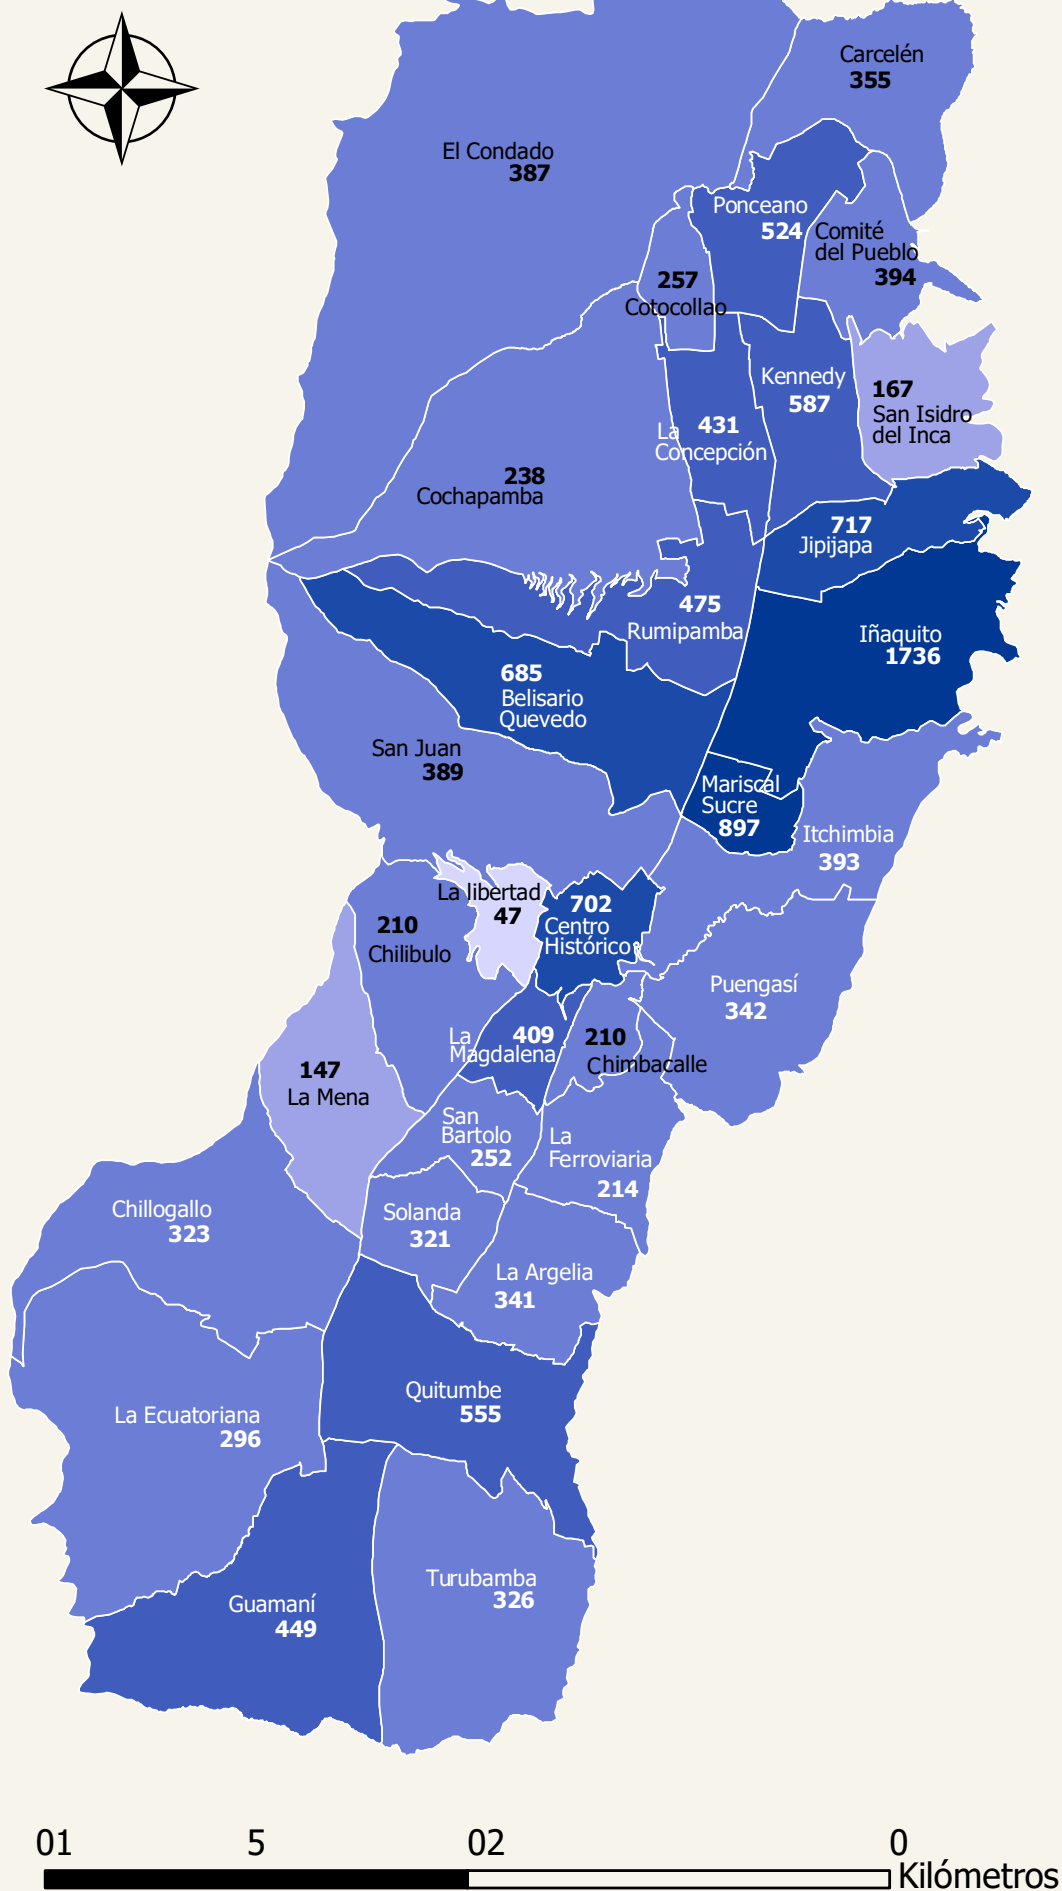 Carcelén
355
El Condado
387
Ponceano
524
Comité
del Pueblo
394
257
Cotocollao
Kennedy
587
167
San Isidro
del Inca
431
La
Concepción
238
Cochapamba
717
Jipijapa
475
Rumipamba
Iñaquito
1736
685
Belisario
Quevedo
San Juan
389
Mariscal
Sucre
897
Itchimbia
393
La libertad
47
702
Centro
Histórico
210
Chilibulo
Puengasí
342
La
Magdalena
409
210
Chimbacalle
147
La Mena
San
Bartolo
252
La
Ferroviaria
214
Chillogallo
323
Solanda
321
La Argelia
341
Quitumbe
555
La Ecuatoriana
296
Turubamba
326
Guamaní
449
01 5 02 0
Kilómetros